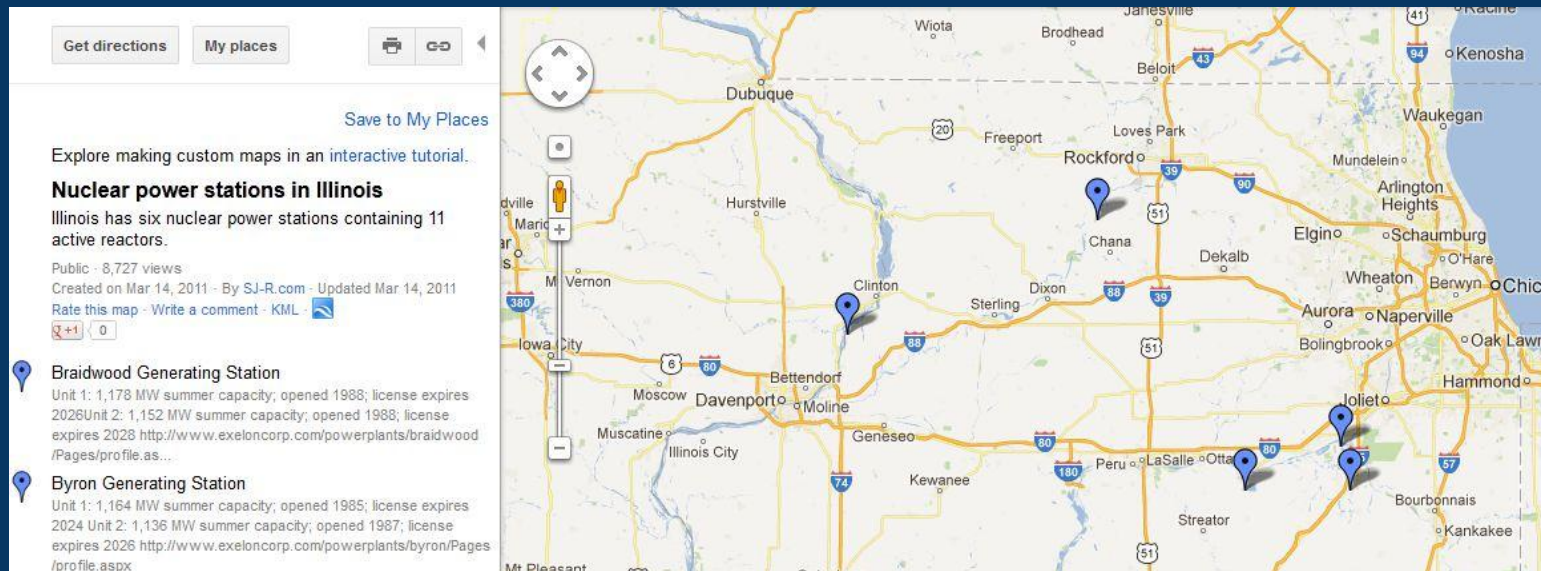 Get directions
My places
Save to My Places
Explore making custom maps in an interactive tutorial.
Nuclear power stations in Illinois
Illinois has six nuclear power stations containing 11
active reactors.
Public · 8,727 views
Created on Mar 14, 2011 · By SJ-R.com · Updated Mar 14, 2011
Rate this map · Write a comment · KML ·
+1 0
Braidwood Generating Station
Unit 1: 1,178 MW summer capacity; opened 1988; license expires
2026Unit 2: 1,152 MW summer capacity; opened 1988; license
expires 2028 http://www.exeloncorp.com/powerplants/braidwood
/Pages/profile.as...
Byron Generating Station
Unit 1: 1,164 MW summer capacity; opened 1985; license expires
2024 Unit 2: 1,136 MW summer capacity; opened 1987; license
expires 2026 http://www.exeloncorp.com/powerplants/byron/Pages
/profile.aspx
Janesville
Racine
Wiota
Brodhead
41
94
Kenosha
43
Beloit
Dubuque
Waukegan
20
Freeport
Loves Park
Rockford
Mundelein
39
90
Arlington
Heights
dville
Hurstville
51
Elgin
Schaumburg
Chana
O'Hare
Dekalb
Mt Vernon
Clinton
Dixon
Wheaton
Berwyn
Chic
380
Sterling
88
39
Aurora
Naperville
Iowa City
88
51
Bolingbrook
Oak Lawn
6
80
Bettendorf
Hammond
Moscow
Davenport
Moline
Joliet
Muscatine
Geneseo
80
80
Illinois City
180
Peru
LaSalle
Otta
57
74
Kewanee
Bourbonnais
Streator
Kankakee
51
Mt Pleasant